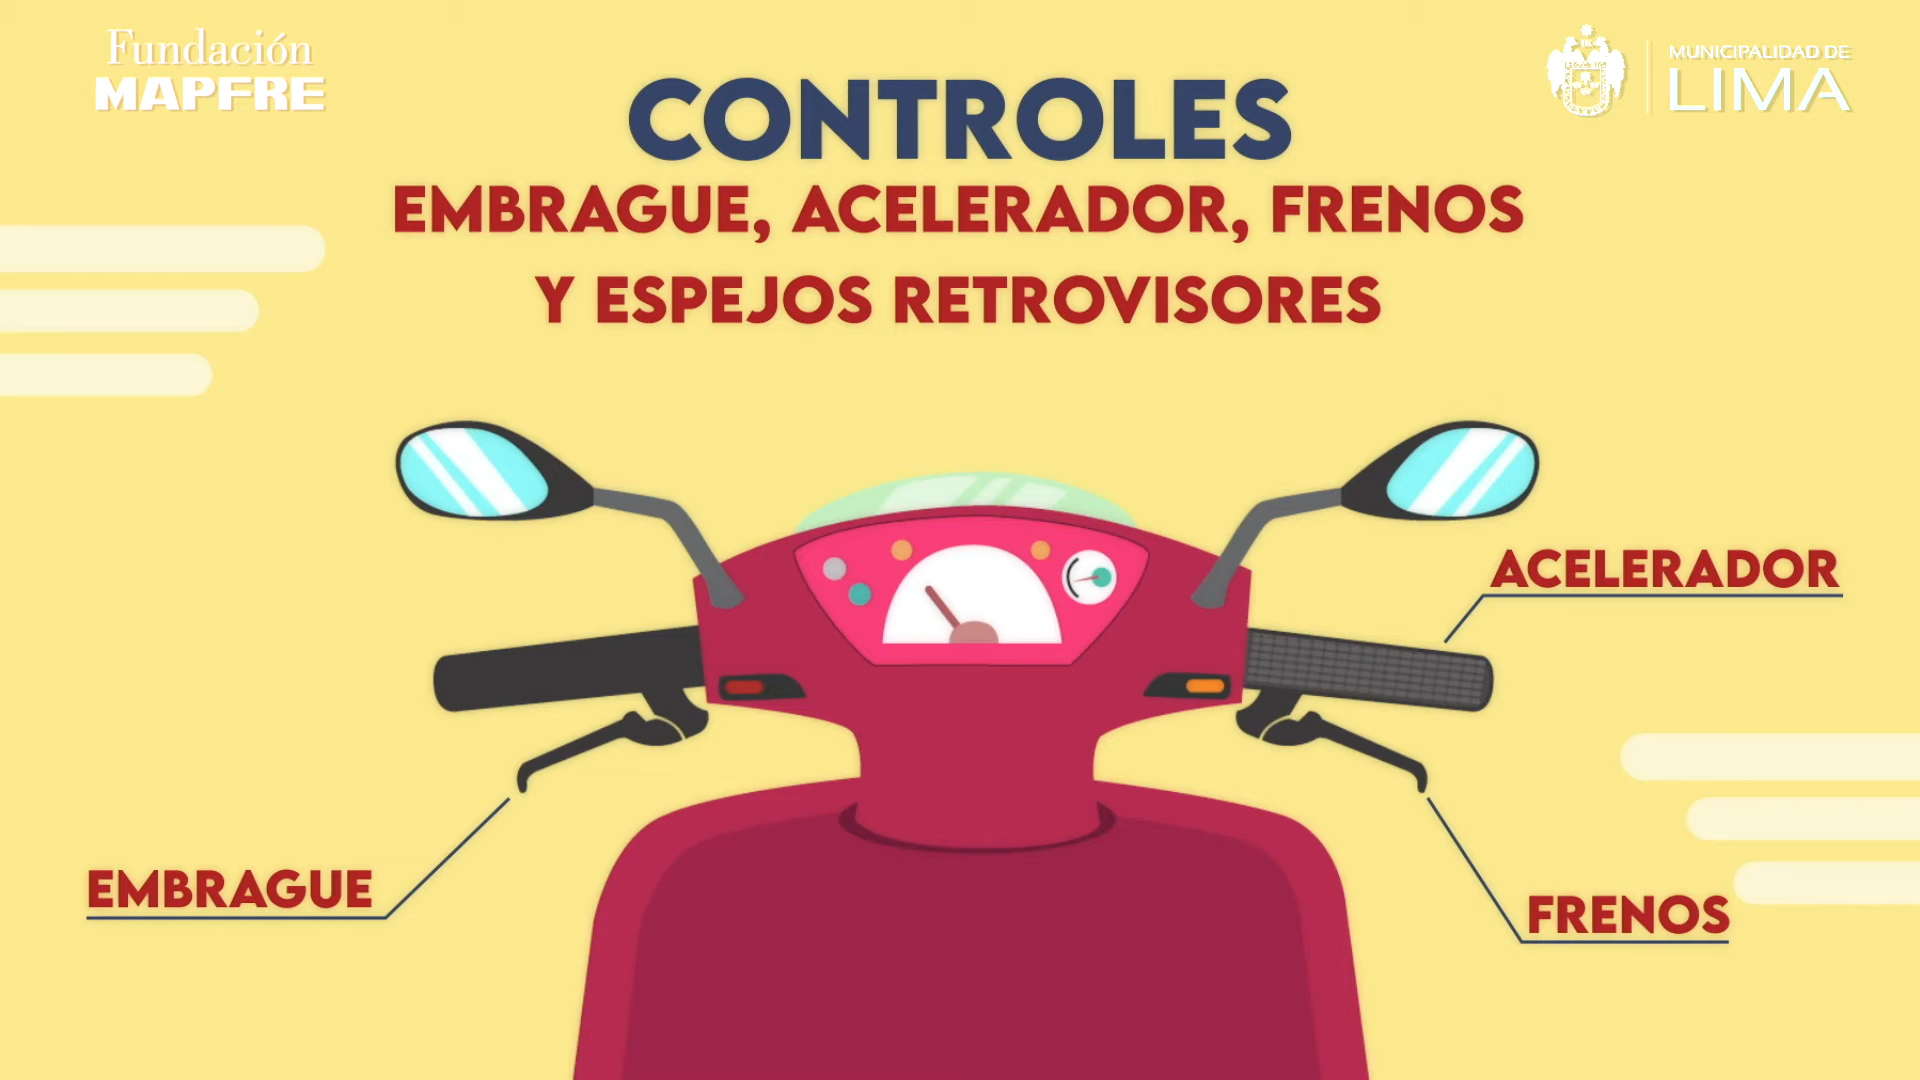 Fundación
MAPFRE
MUNICIPALIDAD DE
LIMA
CONTROLES
EMBRAGUE, ACELERADOR, FRENOS
Y ESPEJOS RETROVISORES
ACELERADOR
EMBRAGUE
FRENOS